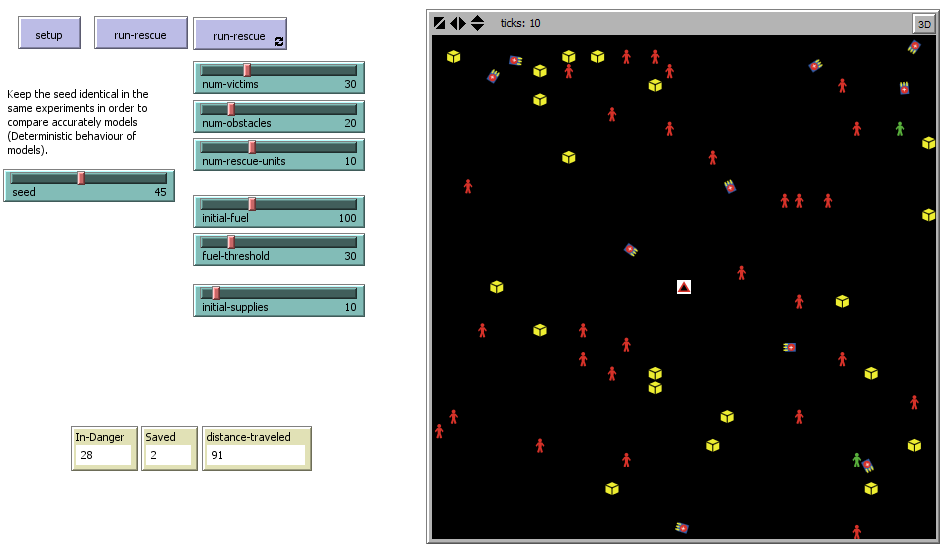 setup
run-rescue
run-rescue
ticks: 10
3D
num-victims 30
Keep the seed identical in the
same experiments in order to
compare accurately models
(Deterministic behaviour of
models).
num-obstacles 20
num-rescue-units 10
seed 45
initial-fuel 100
fuel-threshold 30
initial-supplies 10
In-Danger
28
Saved
2
distance-traveled
91